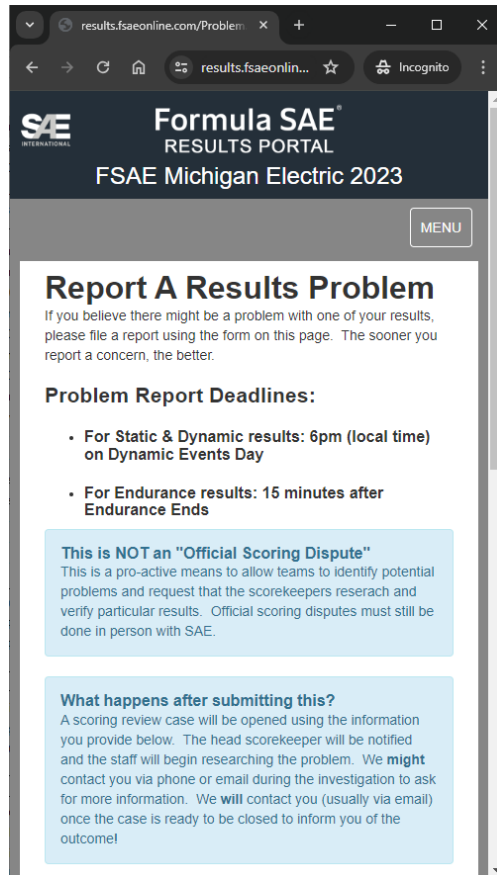 results.fsaeonline.com/Problem
results.fsaeonlin...
Incognito
SAE
INTERNATIONAL
Formula SAE®
RESULTS PORTAL
FSAE Michigan Electric 2023
MENU
Report A Results Problem
If you believe there might be a problem with one of your results,
please file a report using the form on this page. The sooner you
report a concern, the better.
Problem Report Deadlines:
• For Static & Dynamic results: 6pm (local time)
on Dynamic Events Day
• For Endurance results: 15 minutes after
Endurance Ends
This is NOT an "Official Scoring Dispute"
This is a pro-active means to allow teams to identify potential
problems and request that the scorekeepers reserach and
verify particular results. Official scoring disputes must still be
done in person with SAE.
What happens after submitting this?
A scoring review case will be opened using the information
you provide below. The head scorekeeper will be notified
and the staff will begin researching the problem. We might
contact you via phone or email during the investigation to ask
for more information. We will contact you (usually via email)
once the case is ready to be closed to inform you of the
outcome!